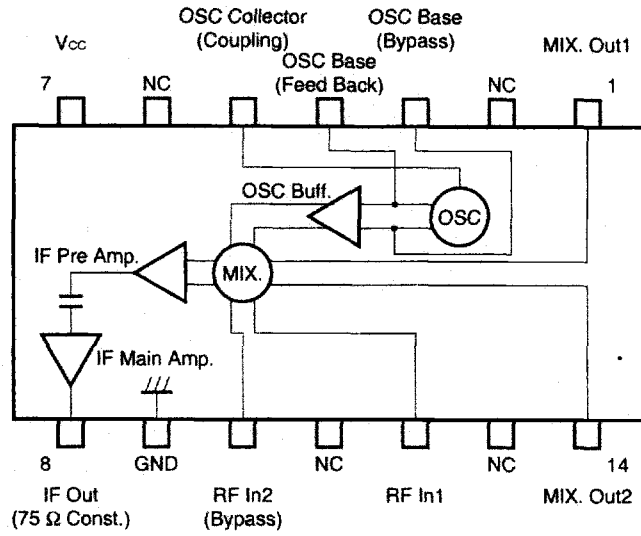 OSC Collector
(Coupling)
OSC Base
(Bypass)
VCC
OSC Base
(Feed Back)
MIX. Out1
7
NC
NC
1
OSC Buff.
OSC
IF Pre Amp.
MIX.
IF Main Amp.
8
GND
NC
NC
14
IF Out
(75 Ω Const.)
RF In2
(Bypass)
RF In1
MIX. Out2